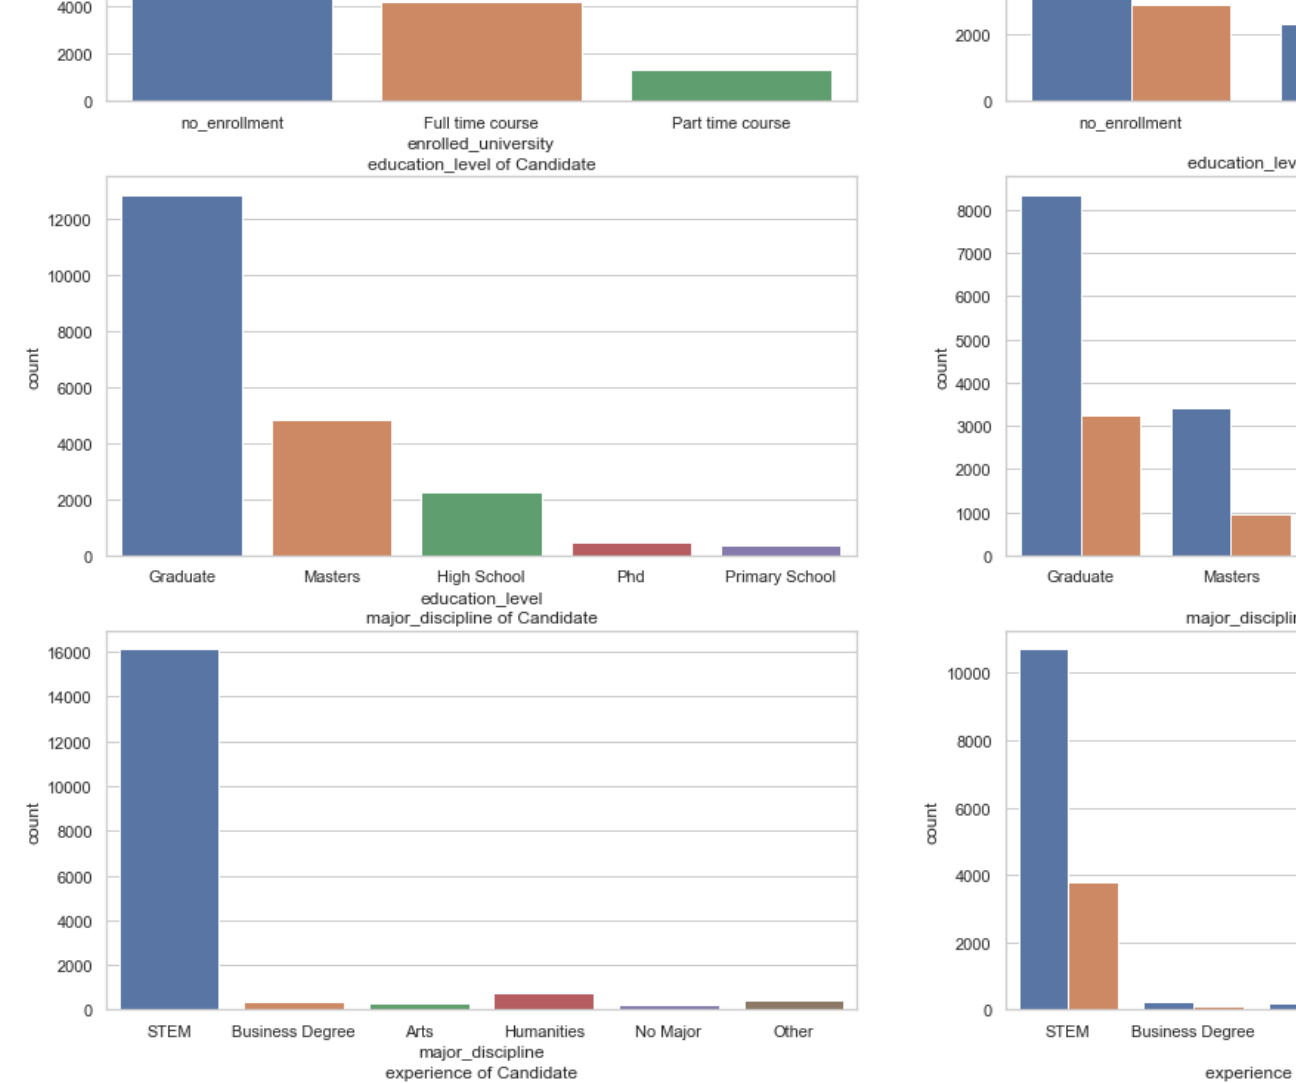 4000
2000
0
no_enrollment Full time course Part time course
enrolled_university
2000
0
no_enrollment
education_level of Candidate
12000
10000
8000
6000
4000
2000
0
count
Graduate Masters High School Phd Primary School
education_level
education_lev
8000
7000
6000
5000
4000
3000
2000
1000
0
count
Graduate Masters
major_discipline of Candidate
16000
14000
12000
10000
8000
6000
4000
2000
0
count
STEM Business Degree Arts Humanities No Major Other
major_discipline
major_disciplin
10000
8000
6000
4000
2000
0
count
STEM Business Degree
experience of Candidate
experience